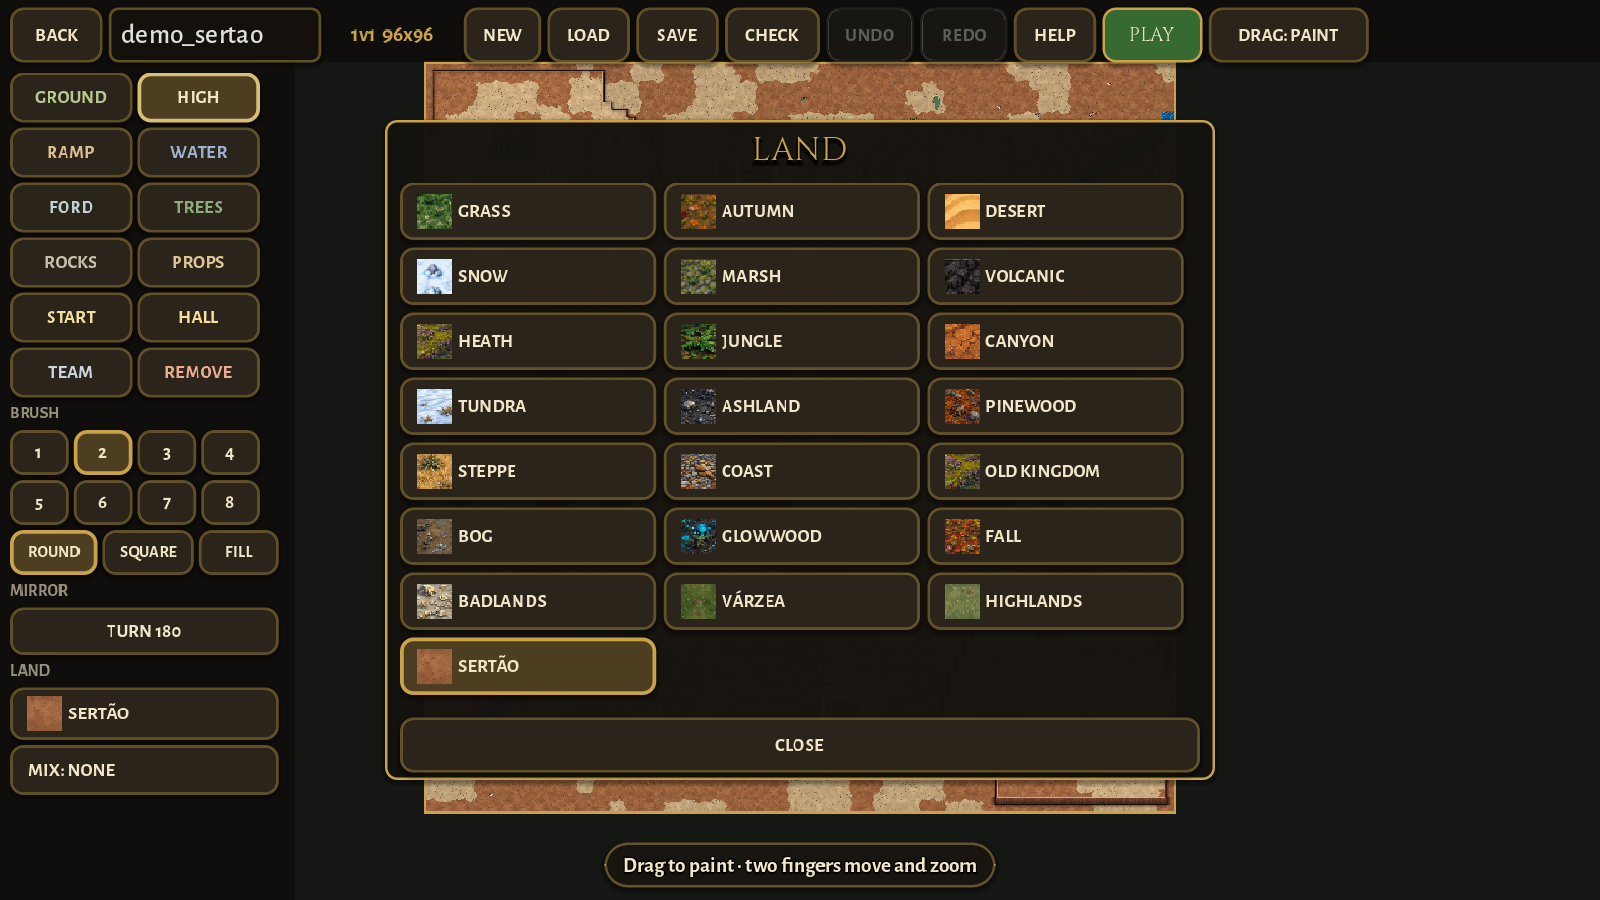 BACK
demo_sertao
1v1 96x96
NEW
LOAD
SAVE
CHECK
UNDO
REDO
HELP
PLAY
DRAG: PAINT
GROUND
HIGH
RAMP
WATER
FORD
TREES
ROCKS
PROPS
START
HALL
TEAM
REMOVE
BRUSH
1
2
3
4
5
6
7
8
ROUND
SQUARE
FILL
MIRROR
TURN 180
LAND
SERTÃO
MIX: NONE
LAND
GRASS
AUTUMN
DESERT
SNOW
MARSH
VOLCANIC
HEATH
JUNGLE
CANYON
TUNDRA
ASHLAND
PINEWOOD
STEPPE
COAST
OLD KINGDOM
BOG
GLOWWOOD
FALL
BADLANDS
VÁRZEA
HIGHLANDS
SERTÃO
CLOSE
Drag to paint · two fingers move and zoom